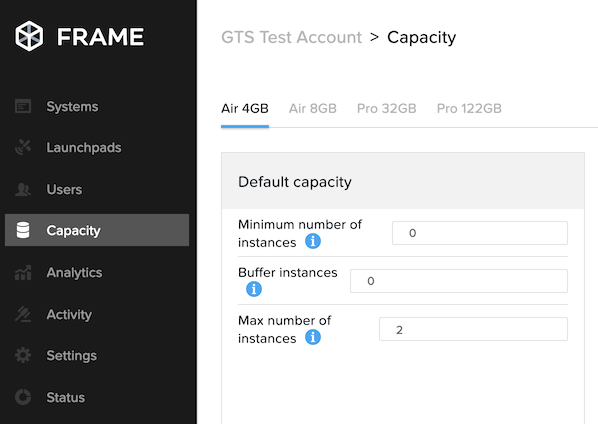 FRAME
GTS Test Account > Capacity
Systems
Launchpads
Users
Capacity
Analytics
Activity
Settings
Status
Air 4GB Air 8GB Pro 32GB Pro 122GB
Default capacity
Minimum number of
instances i
0
Buffer instances
i
0
Max number of
instances i
2